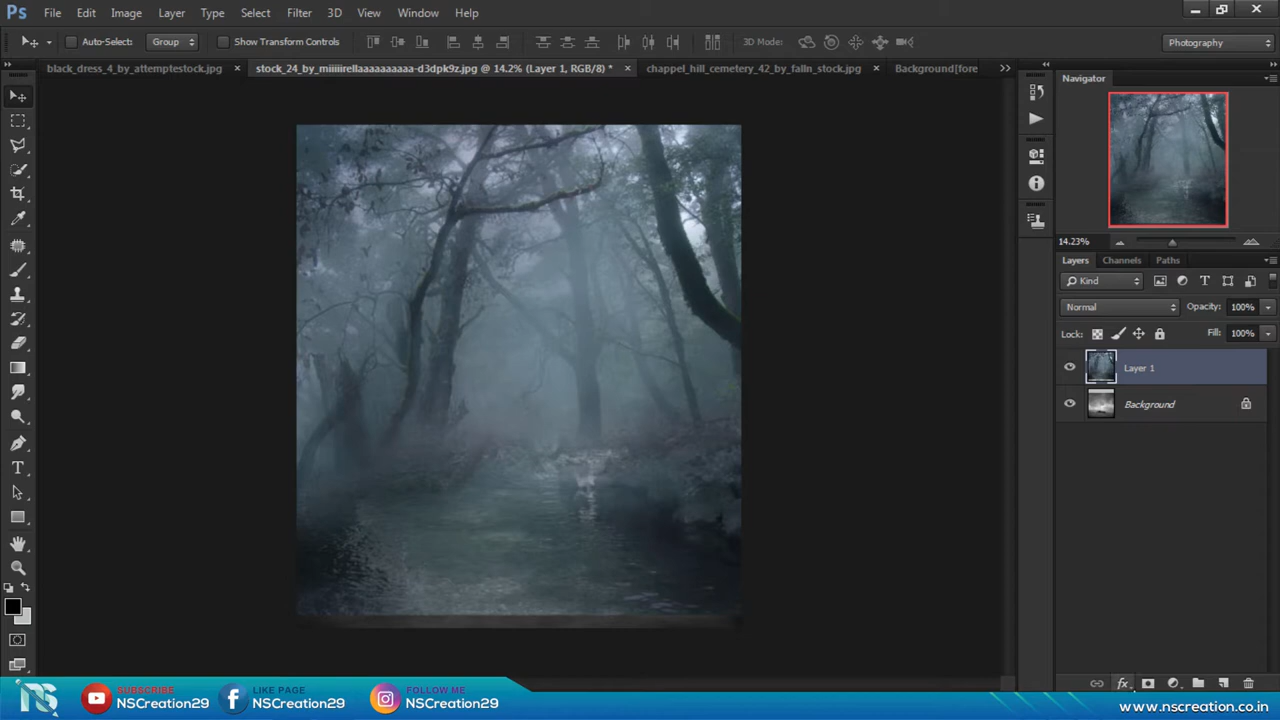 Ps File Edit Image Layer Type Select Filter 3D View Window Help
Auto-Select: Group Show Transform Controls 3D Mode: Photography
black_dress_4_by_attemptestock.jpg × stock_24_by_miiiiirellaaaaaaaaaa-d3dpk9z.jpg @ 14.2% (Layer 1, RGB/8) * × chappel_hill_cemetery_42_by_falln_stock.jpg × Background[fore
Navigator
14.23%
Layers Channels Paths
Kind
Normal Opacity: 100%
Lock: Fill: 100%
Layer 1
Background
fx
NS
SUBSCRIBE
NSCreation29
LIKE PAGE
NSCreation29
FOLLOW ME
NSCreation29
www.nscreation.co.in